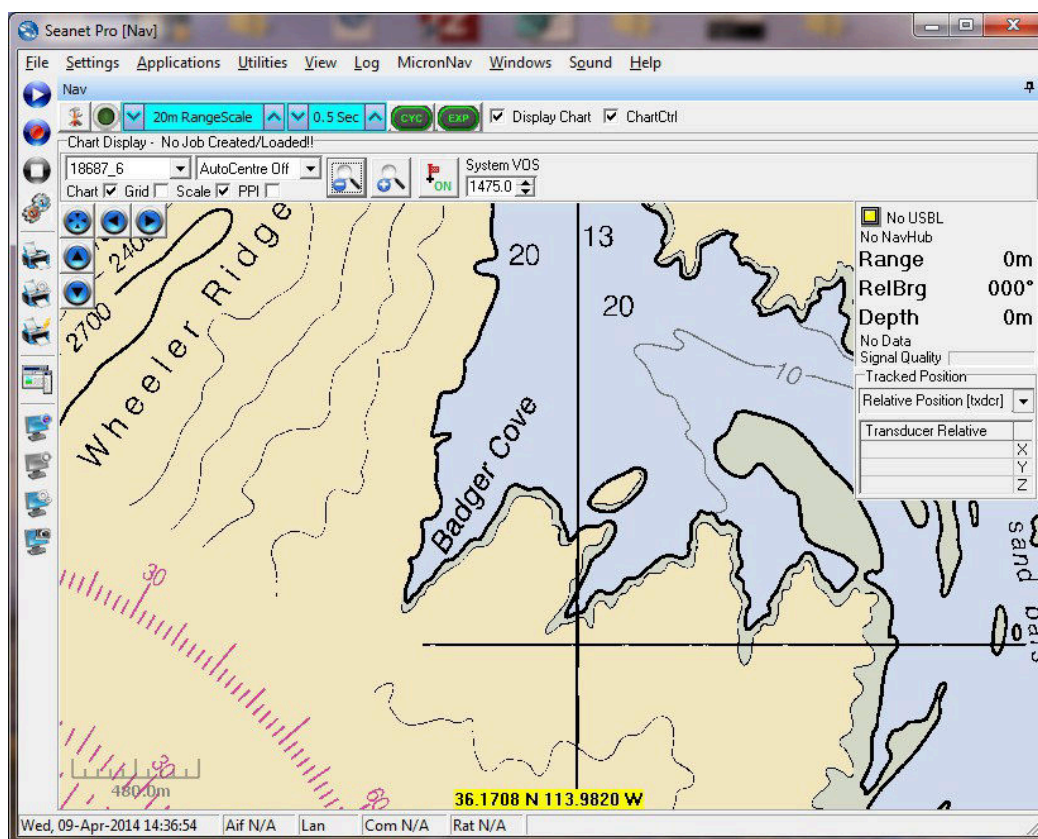 Seanet Pro [Nav]
File Settings Applications Utilities View Log MicronNav Windows Sound Help
Nav
20m RangeScale 0.5 Sec CYC EXP Display Chart ChartCtrl
Chart Display - No Job Created/Loaded!!
18687_6 AutoCentre Off ON System VOS
1475.0
Chart Grid Scale PPI
2400
2700
Wheeler Ridge
20
13
20
10
Badger Cove
sand bars
No USBL
No NavHub
Range 0m
RelBrg 000°
Depth 0m
No Data
Signal Quality
Tracked Position
Relative Position [txdcr]
Transducer Relative
X
Y
Z
30
30
60
480.0m
36.1708 N 113.9820 W
Wed, 09-Apr-2014 14:36:54 Aif N/A Lan Com N/A Rat N/A